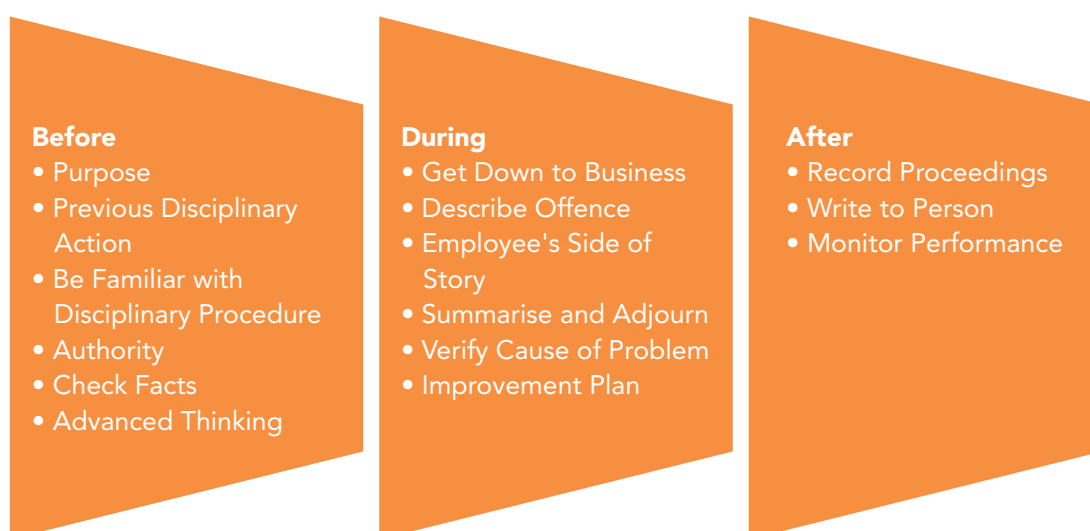 Before
• Purpose
• Previous Disciplinary
Action
• Be Familiar with
Disciplinary Procedure
• Authority
• Check Facts
• Advanced Thinking
During
• Get Down to Business
• Describe Offence
• Employee's Side of
Story
• Summarise and Adjourn
• Verify Cause of Problem
• Improvement Plan
After
• Record Proceedings
• Write to Person
• Monitor Performance